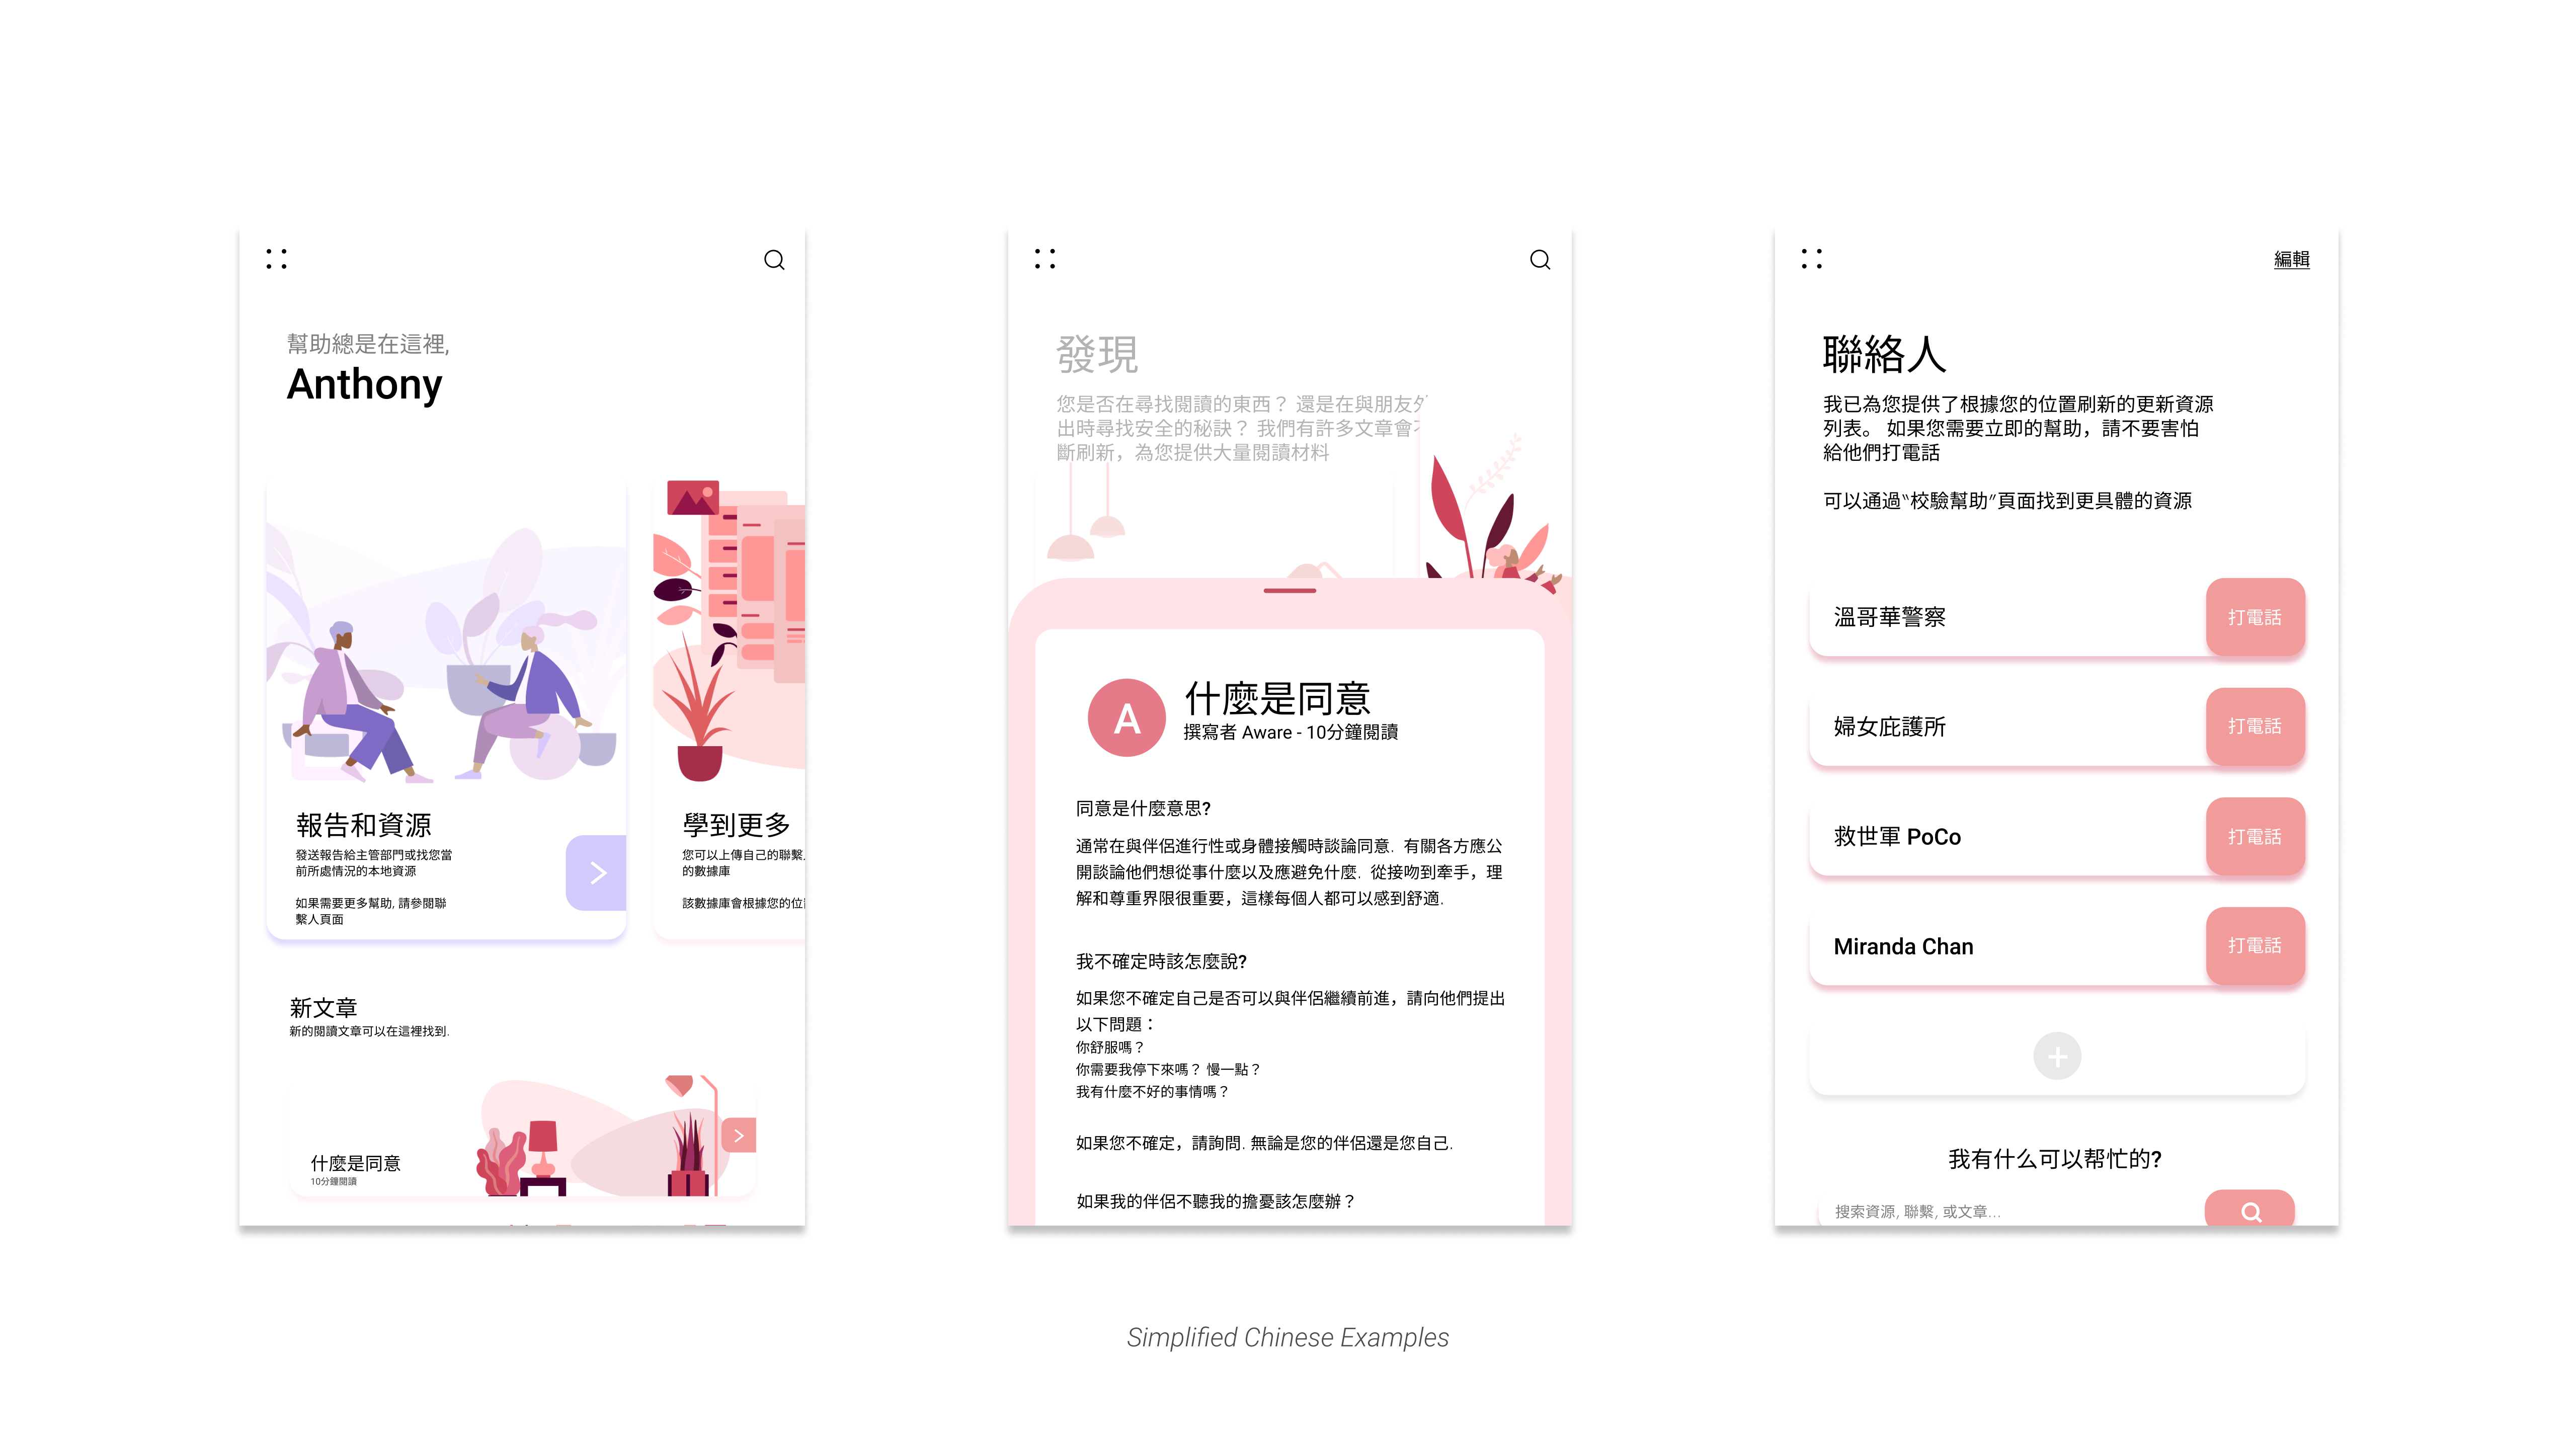 幫助總是在這裡,
Anthony
報告和資源
發送報告給主管部門或找您當
前所處情況的本地資源
如果需要更多幫助, 請參閱聯
繫人頁面
學到更多
您可以上傳自己的聯繫
的數據庫
該數據庫會根據您的位
新文章
新的閱讀文章可以在這裡找到.
什麼是同意
10分鐘閱讀
發現
您是否在尋找閱讀的東西？ 還是在與朋友外
出時尋找安全的秘訣？ 我們有許多文章會不
斷刷新，為您提供大量閱讀材料
A
什麼是同意
撰寫者 Aware - 10分鐘閱讀
同意是什麼意思?
通常在與伴侶進行性或身體接觸時談論同意. 有關各方應公
開談論他們想從事什麼以及應避免什麼. 從接吻到牽手，理
解和尊重界限很重要，這樣每個人都可以感到舒適.
我不確定時該怎麼說?
如果您不確定自己是否可以與伴侶繼續前進，請向他們提出
以下問題：
你舒服嗎？
你需要我停下來嗎？ 慢一點？
我有什麼不好的事情嗎？
如果您不確定，請詢問. 無論是您的伴侶還是您自己.
如果我的伴侶不聽我的擔憂該怎麼辦？
編輯
聯絡人
我已為您提供了根據您的位置刷新的更新資源
列表。 如果您需要立即的幫助，請不要害怕
給他們打電話
可以通過“校驗幫助”頁面找到更具體的資源
溫哥華警察
打電話
婦女庇護所
打電話
救世軍 PoCo
打電話
Miranda Chan
打電話
我有什么可以帮忙的?
搜索資源, 聯繫, 或文章...
Simplified Chinese Examples